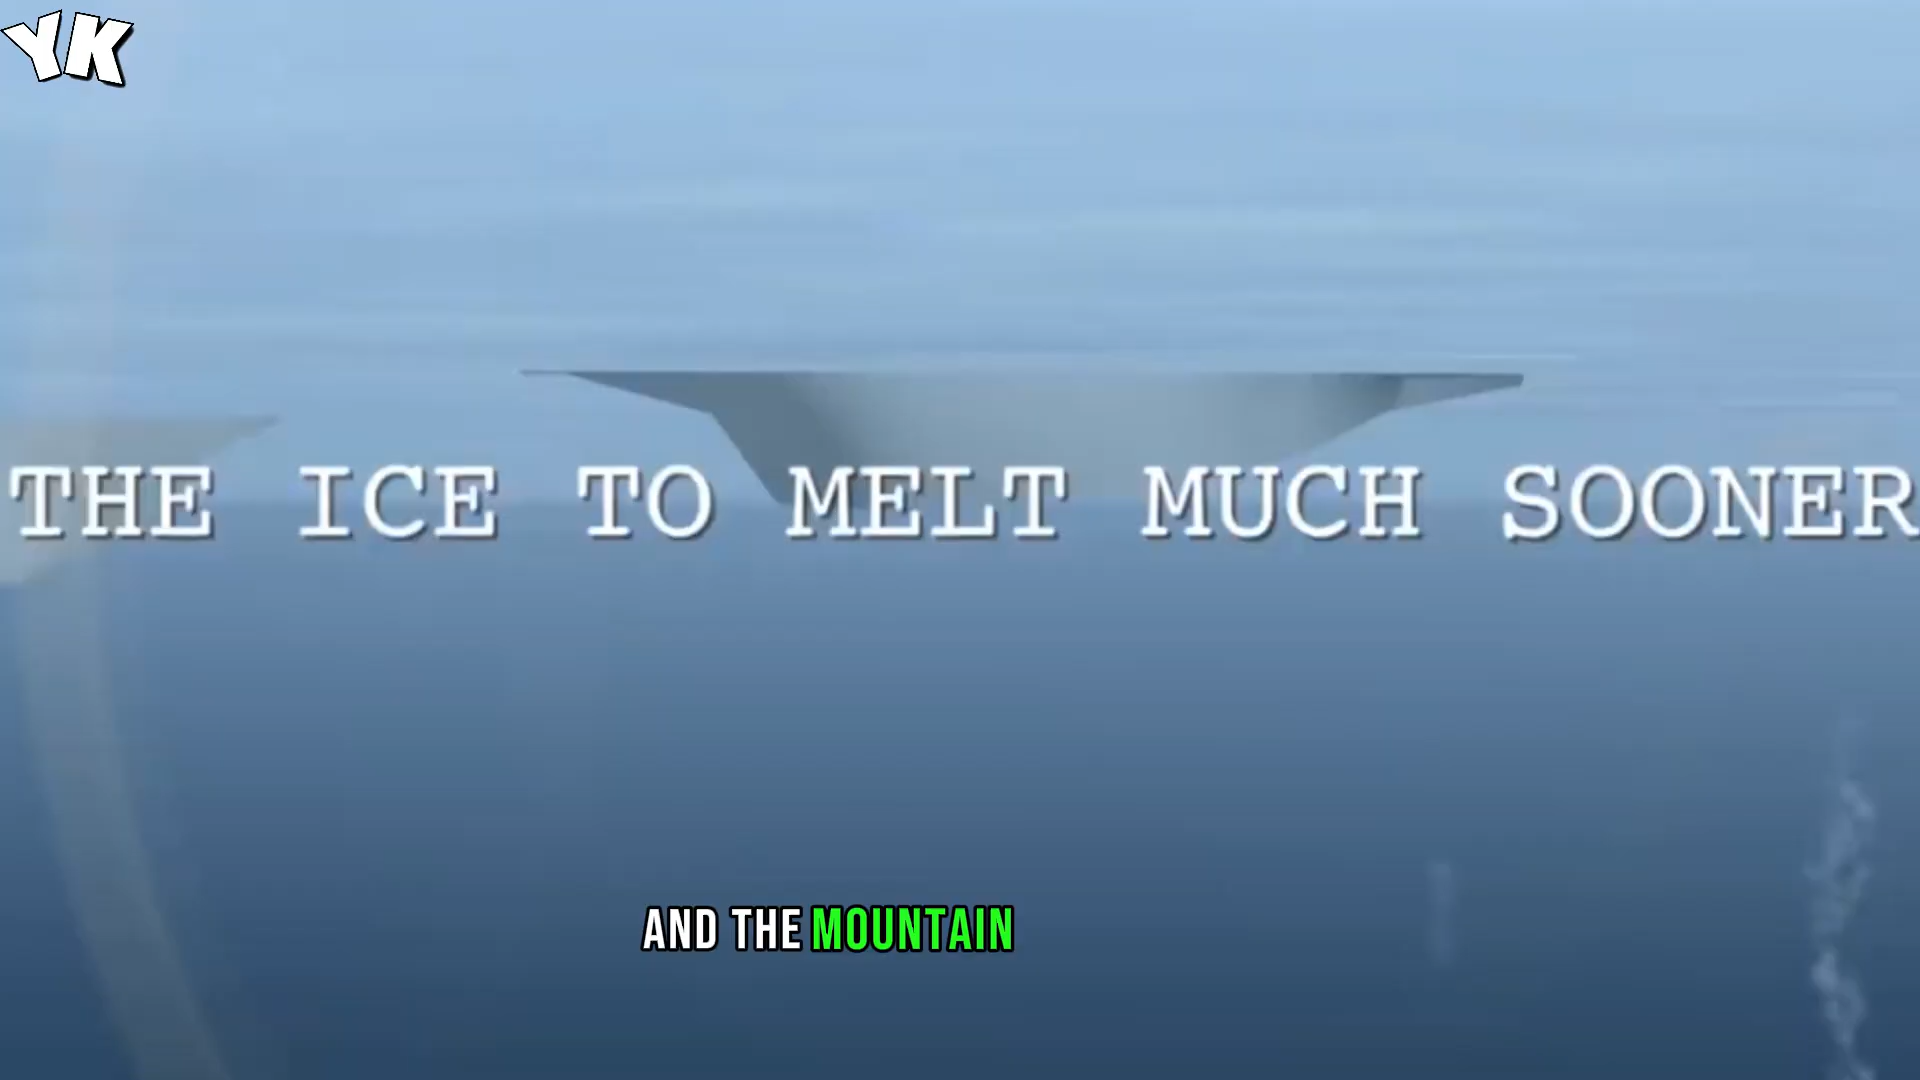 YK
THE ICE TO MELT MUCH SOONER
AND THE MOUNTAIN